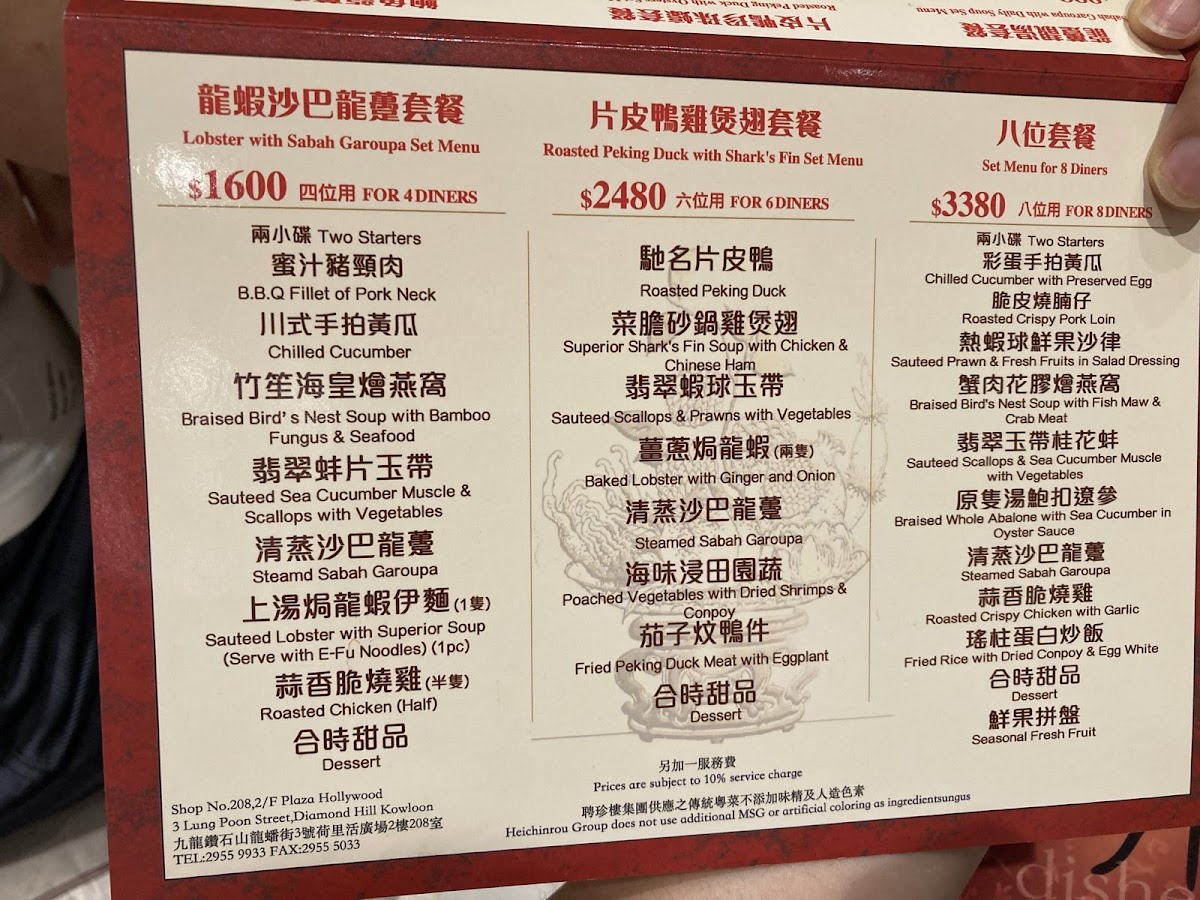 片皮鴨珍珠蠔套餐
龍躉靚湯套餐
Sabah Garoupa with Daily Soup Set Menu
龍蝦沙巴龍躉套餐
Lobster with Sabah Garoupa Set Menu
$1600 四位用 FOR 4 DINERS
兩小碟 Two Starters
蜜汁豬頸肉
B.B.Q Fillet of Pork Neck
川式手拍黃瓜
Chilled Cucumber
竹笙海皇燴燕窩
Braised Bird's Nest Soup with Bamboo
Fungus & Seafood
翡翠蚌片玉帶
Sauteed Sea Cucumber Muscle &
Scallops with Vegetables
清蒸沙巴龍躉
Steamd Sabah Garoupa
上湯焗龍蝦伊麵(1隻)
Sauteed Lobster with Superior Soup
(Serve with E-Fu Noodles) (1pc)
蒜香脆燒雞(半隻)
Roasted Chicken (Half)
合時甜品
Dessert
片皮鴨雞煲翅套餐
Roasted Peking Duck with Shark's Fin Set Menu
$2480 六位用 FOR 6 DINERS
馳名片皮鴨
Roasted Peking Duck
菜膽砂鍋雞煲翅
Superior Shark's Fin Soup with Chicken &
Chinese Ham
翡翠蝦球玉帶
Sauteed Scallops & Prawns with Vegetables
薑蔥焗龍蝦(兩隻)
Baked Lobster with Ginger and Onion
清蒸沙巴龍躉
Steamed Sabah Garoupa
海味浸田園蔬
Poached Vegetables with Dried Shrimps &
Conpoy
茄子炆鴨件
Fried Peking Duck Meat with Eggplant
合時甜品
Dessert
八位套餐
Set Menu for 8 Diners
$3380 八位用 FOR 8 DINERS
兩小碟 Two Starters
彩蛋手拍黃瓜
Chilled Cucumber with Preserved Egg
脆皮燒腩仔
Roasted Crispy Pork Loin
熱蝦球鮮果沙律
Sauteed Prawn & Fresh Fruits in Salad Dressing
蟹肉花膠燴燕窩
Braised Bird's Nest Soup with Fish Maw &
Crab Meat
翡翠玉帶桂花蚌
Sauteed Scallops & Sea Cucumber Muscle
with Vegetables
原隻湯鮑扣遼參
Braised Whole Abalone with Sea Cucumber in
Oyster Sauce
清蒸沙巴龍躉
Steamed Sabah Garoupa
蒜香脆燒雞
Roasted Crispy Chicken with Garlic
瑤柱蛋白炒飯
Fried Rice with Dried Conpoy & Egg White
合時甜品
Dessert
鮮果拼盤
Seasonal Fresh Fruit
另加一服務費
Prices are subject to 10% service charge
聘珍樓集團供應之傳統粵菜不添加味精及人造色素
Heichinrou Group does not use additional MSG or artificial coloring as ingredientsungus
Shop No.208,2/F Plaza Hollywood
3 Lung Poon Street,Diamond Hill Kowloon
九龍鑽石山龍蟠街3號荷里活廣場2樓208室
TEL:2955 9933 FAX:2955 5033